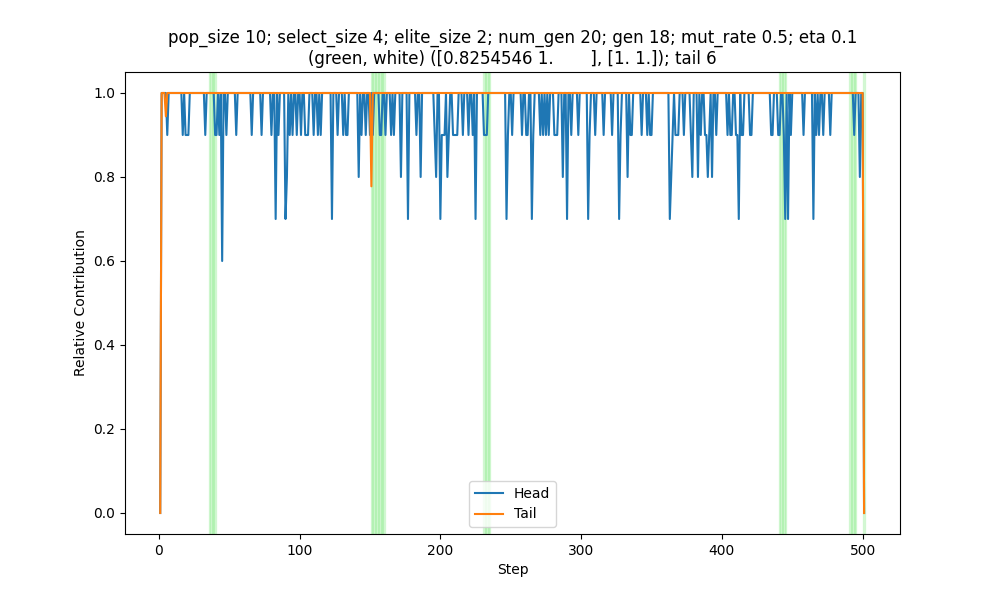 pop_size 10; select_size 4; elite_size 2; num_gen 20; gen 18; mut_rate 0.5; eta 0.1
(green, white) ([0.8254546 1.        ], [1. 1.]); tail 6
1.0
0.8
0.6
0.4
0.2
0.0
Relative Contribution
Head
Tail
0
100
200
300
400
500
Step